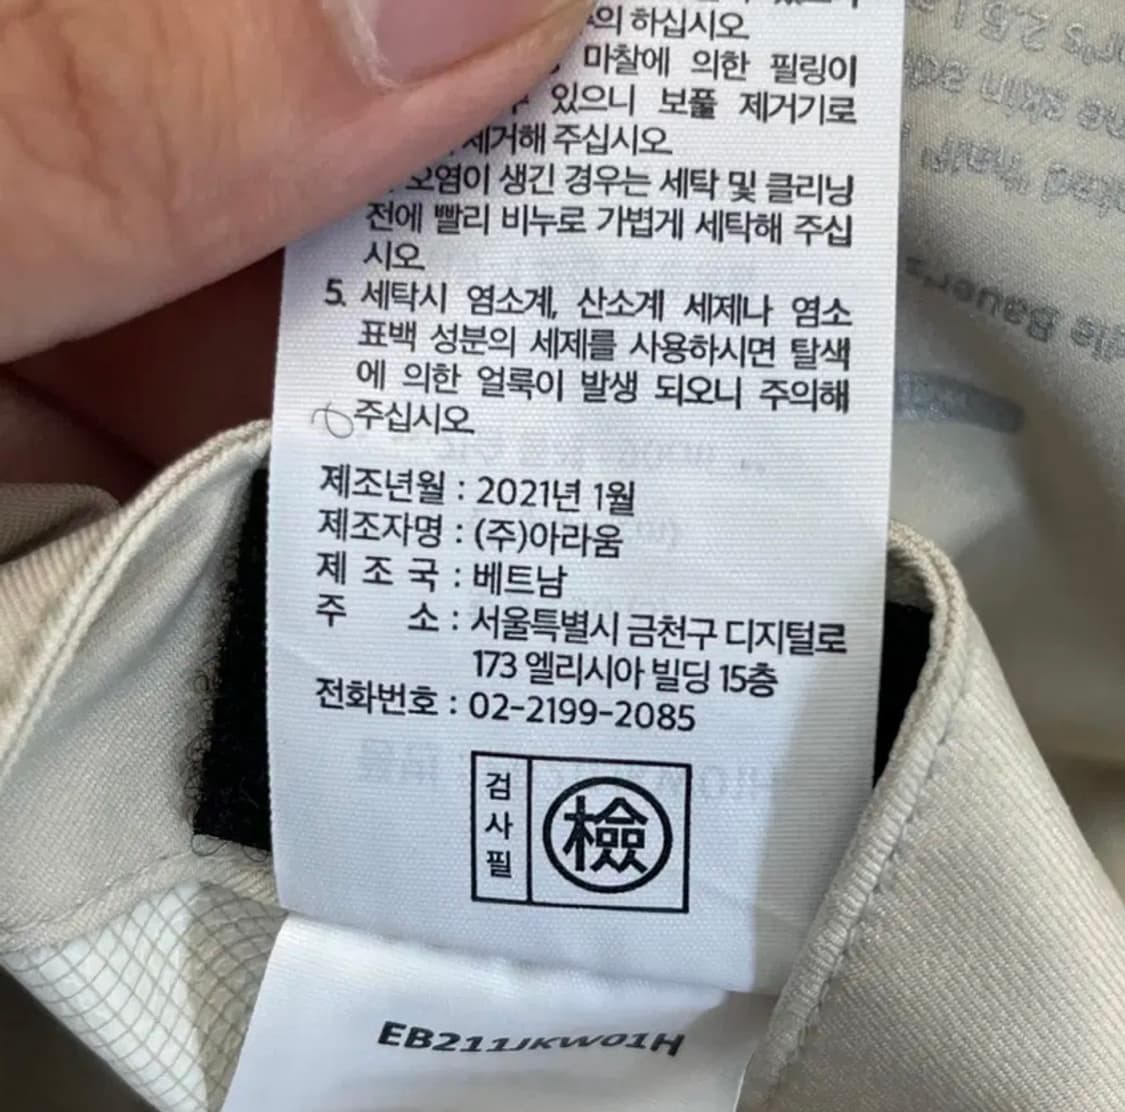 하십시오
마찰에 의한 필링이
있으니 보풀 제거기로
제거해 주십시오
오염이 생긴 경우는 세탁 및 클리닝
전에 빨리 비누로 가볍게 세탁해 주십
시오
5. 세탁시 염소계, 산소계 세제나 염소
표백 성분의 세제를 사용하시면 탈색
에 의한 얼룩이 발생 되오니 주의해
주십시오
제조년월 : 2021년 1월
제조자명 : (주)아라움
제 조 국 : 베트남
주 소 : 서울특별시 금천구 디지털로
173 엘리시아 빌딩 15층
전화번호 : 02-2199-2085
검
사
필
檢
EB211JKW01H